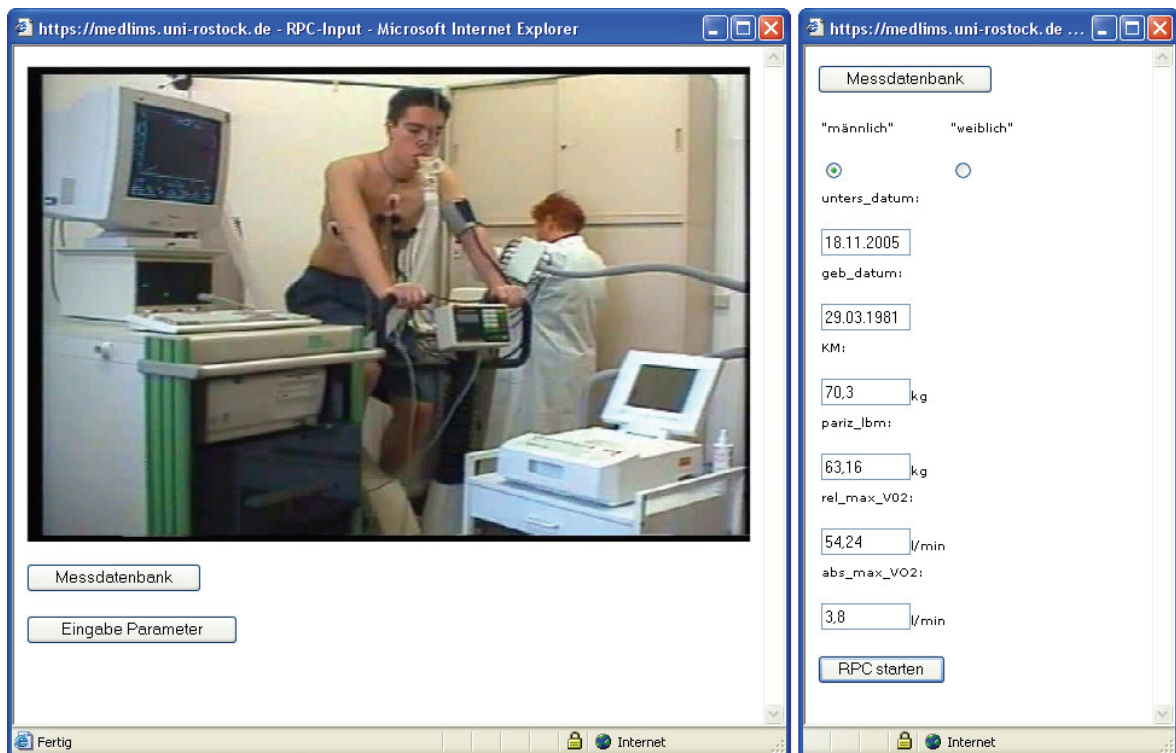 https://medlims.uni-rostock.de - RPC-Input - Microsoft Internet Explorer
Messdatenbank
Eingabe Parameter
Fertig
Internet
https://medlims.uni-rostock.de ...
Messdatenbank
"männlich" "weiblich"
unters_datum:
18.11.2005
geb_datum:
29.03.1981
KM:
70,3 kg
pariz_lbm:
63,16 kg
rel_max_V02:
54,24 l/min
abs_max_VO2:
3,8 l/min
RPC starten
Internet